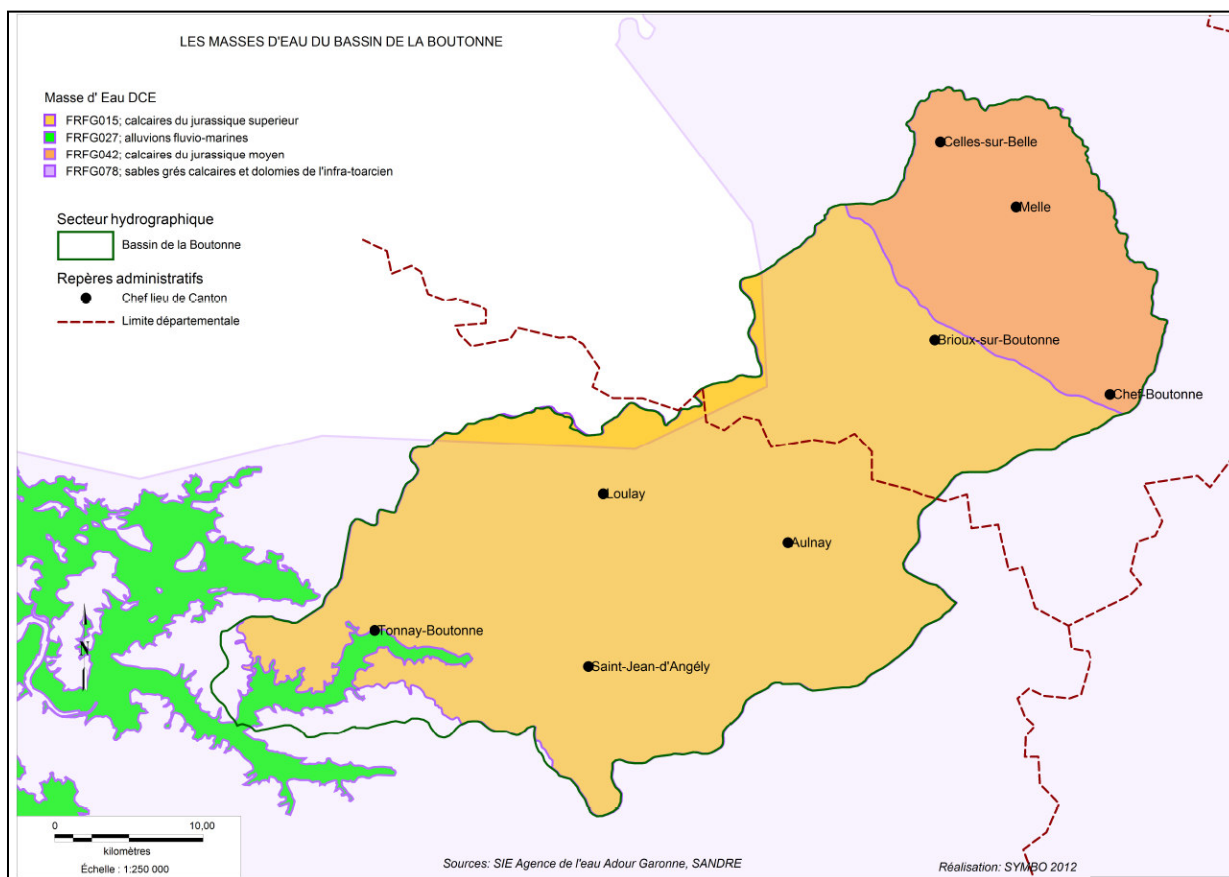 LES MASSES D'EAU DU BASSIN DE LA BOUTONNE
Masse d' Eau DCE
FRFG015; calcaires du jurassique superieur
FRFG027; alluvions fluvio-marines
FRFG042; calcaires du jurassique moyen
FRFG078; sables grés calcaires et dolomies de l'infra-toarcien
Secteur hydrographique
Bassin de la Boutonne
Repères administratifs
Chef lieu de Canton
Limite départementale
Celles-sur-Belle
Melle
Brioux-sur-Boutonne
Chef-Boutonne
Loulay
Aulnay
Tonnay-Boutonne
Saint-Jean-d'Angély
N
0 10,00
kilomètres
Échelle : 1:250 000
Sources: SIE Agence de l'eau Adour Garonne, SANDRE
Réalisation: SYMBO 2012